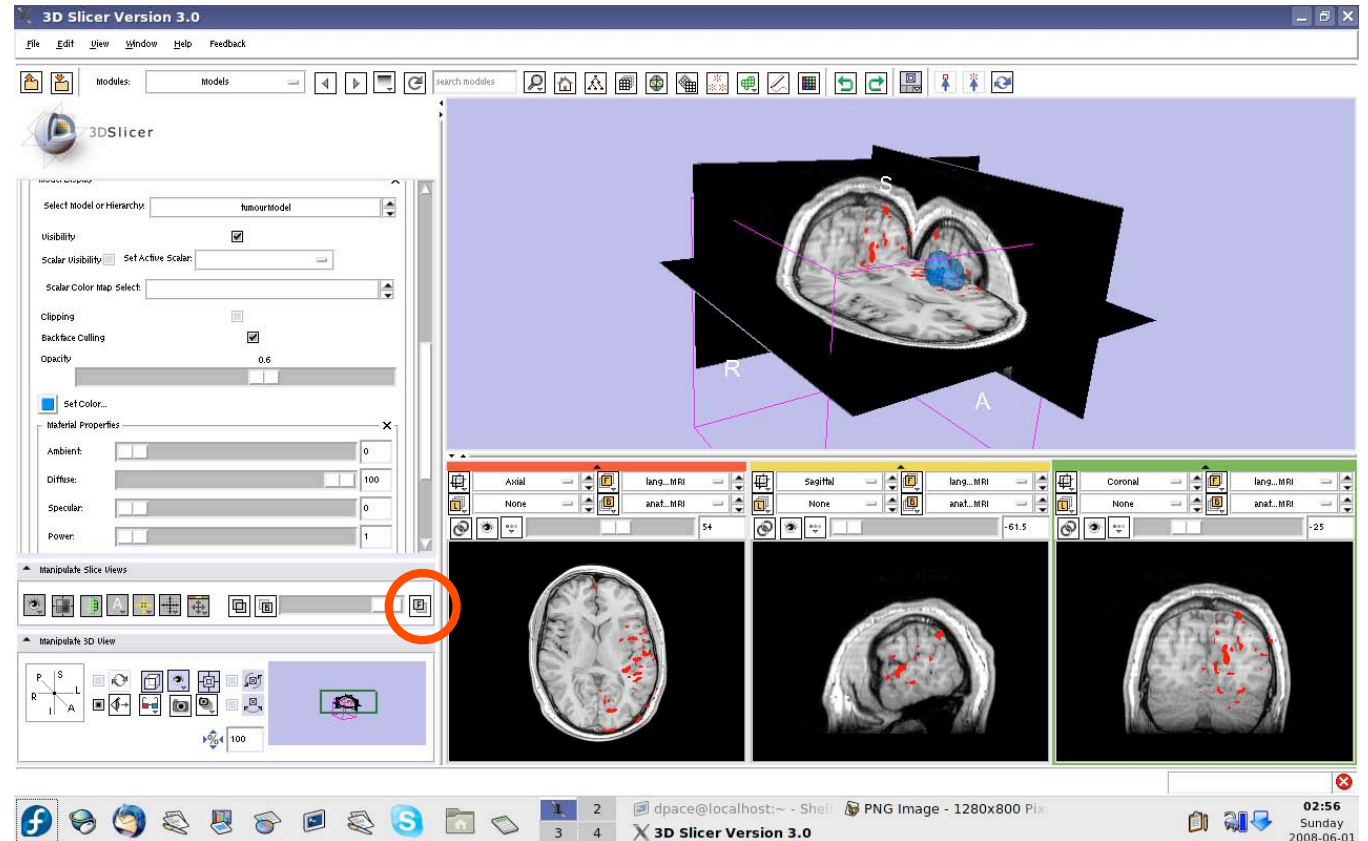 3D Slicer Version 3.0
File Edit View Window Help Feedback
Modules: Models search modules
3DSlicer
Model Display
Select Model or Hierarchy: tumourModel
Visibility
Scalar Visibility Set Active Scalar:
Scalar Color Map Select:
Clipping
Backface Culling
Opacity 0.6
Set Color...
Material Properties
Ambient: 0
Diffuse: 100
Specular: 0
Power: 1
Manipulate Slice Views
B F
Manipulate 3D View
P S
R L
I A
% 100
S
R
A
Axial F lang...MRI
L None B anat...MRI
54
Sagittal F lang...MRI
L None B anat...MRI
-61.5
Coronal F lang...MRI
L None B anat...MRI
-25
1 2
3 4
dpace@localhost:~ - Shell
PNG Image - 1280x800 Pix
3D Slicer Version 3.0
02:56
Sunday
2008-06-01